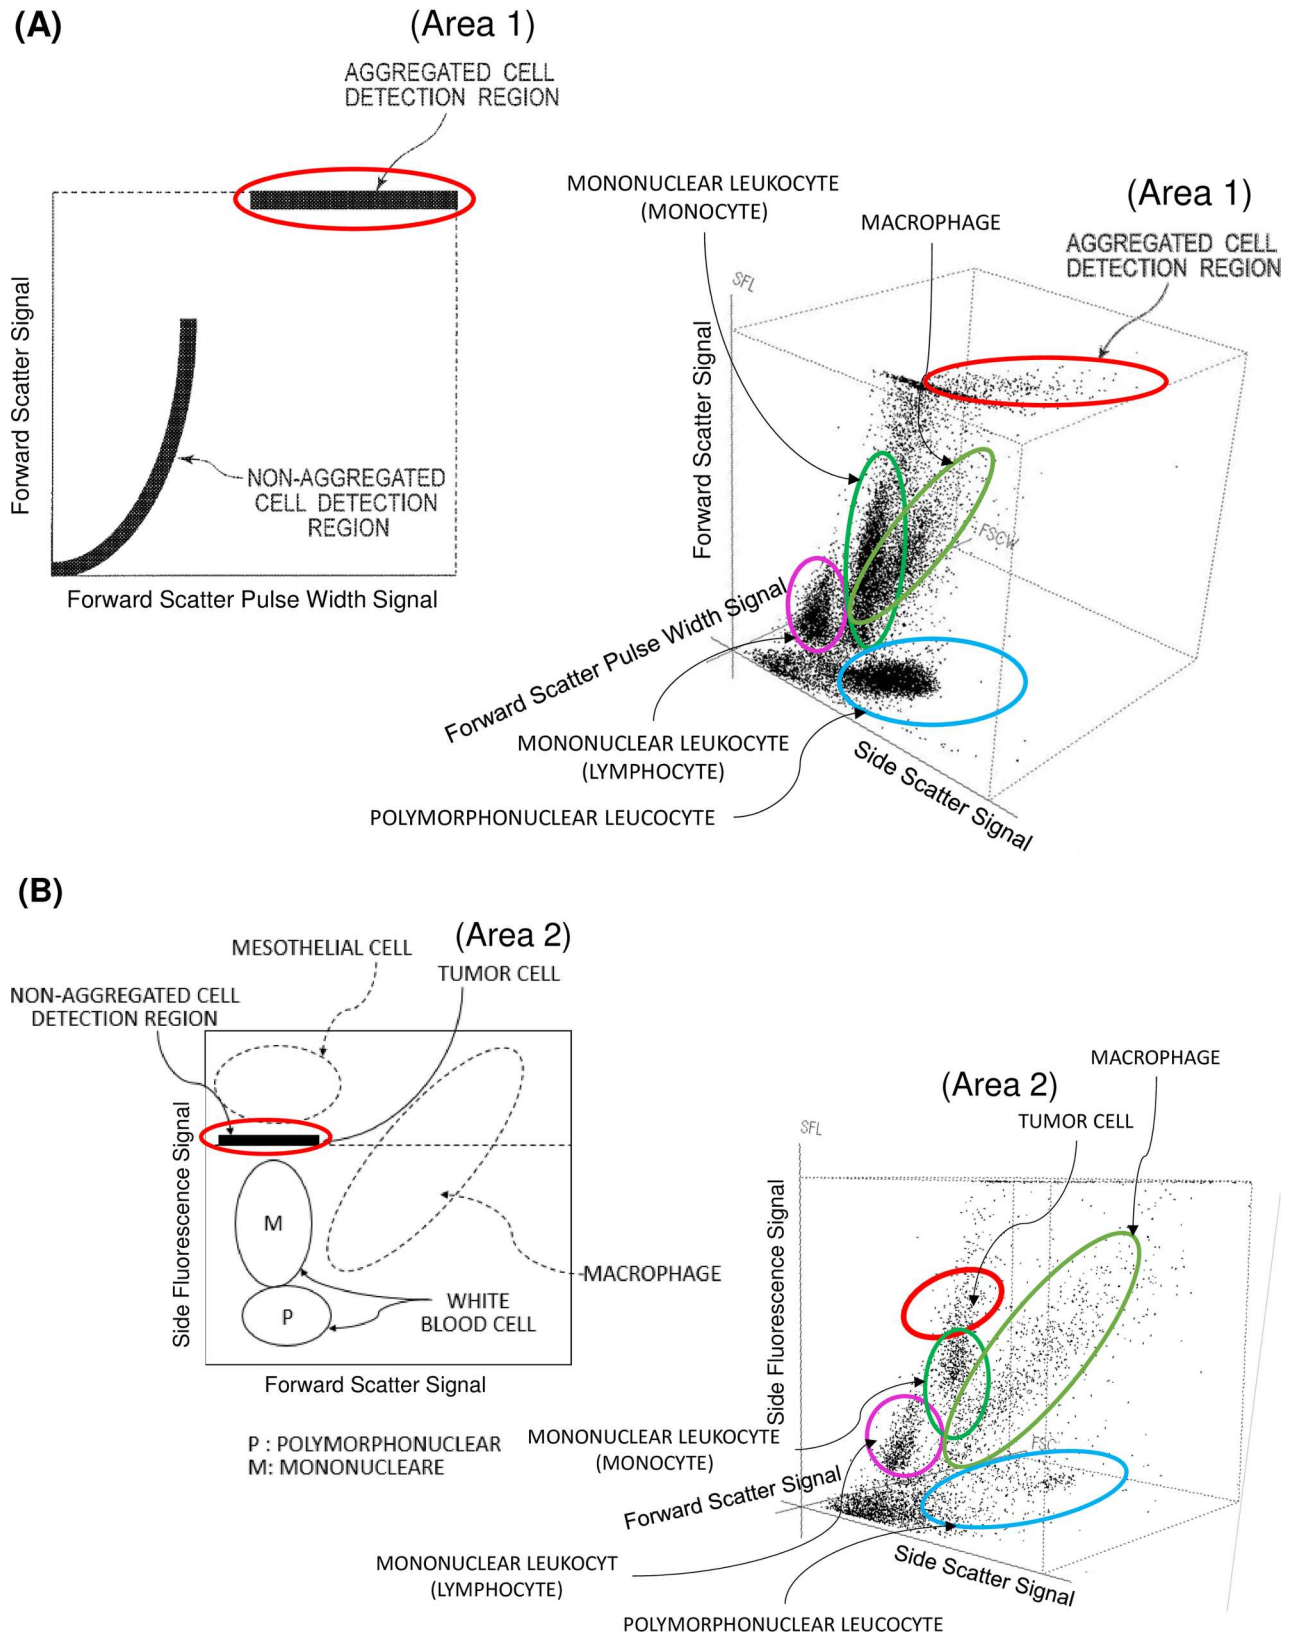 (A)
(Area 1)
AGGREGATED CELL
DETECTION REGION
Forward Scatter Signal
NON-AGGREGATED
CELL DETECTION
REGION
Forward Scatter Pulse Width Signal
MONONUCLEAR LEUKOCYTE
(MONOCYTE)
MACROPHAGE
(Area 1)
AGGREGATED CELL
DETECTION REGION
SFL
Forward Scatter Signal
FSCW
Forward Scatter Pulse Width Signal
Side Scatter Signal
MONONUCLEAR LEUKOCYTE
(LYMPHOCYTE)
POLYMORPHONUCLEAR LEUCOCYTE
(B)
(Area 2)
MESOTHELIAL CELL
TUMOR CELL
NON-AGGREGATED CELL
DETECTION REGION
Side Fluorescence Signal
M
P
MACROPHAGE
WHITE
BLOOD CELL
Forward Scatter Signal
P : POLYMORPHONUCLEAR
M: MONONUCLEARE
MACROPHAGE
(Area 2)
TUMOR CELL
SFL
Side Fluorescence Signal
MONONUCLEAR LEUKOCYTE
(MONOCYTE)
FSC
Forward Scatter Signal
Side Scatter Signal
MONONUCLEAR LEUKOCYT
(LYMPHOCYTE)
POLYMORPHONUCLEAR LEUCOCYTE